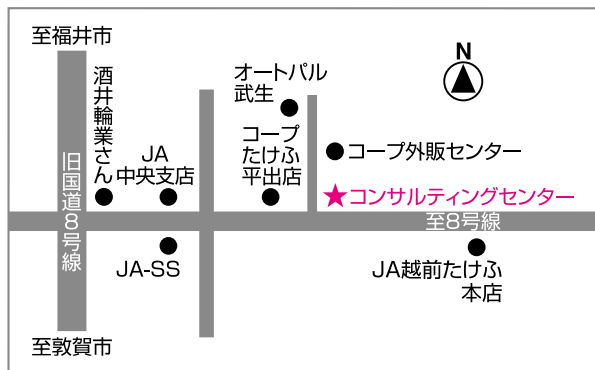 至福井市
酒井輪業さん
旧国道8号線
JA
中央支店
JA-SS
至敦賀市
オートパル
武生
コープ
たけふ
平出店
N
コープ外販センター
★コンサルティングセンター
至8号線
JA越前たけふ
本店